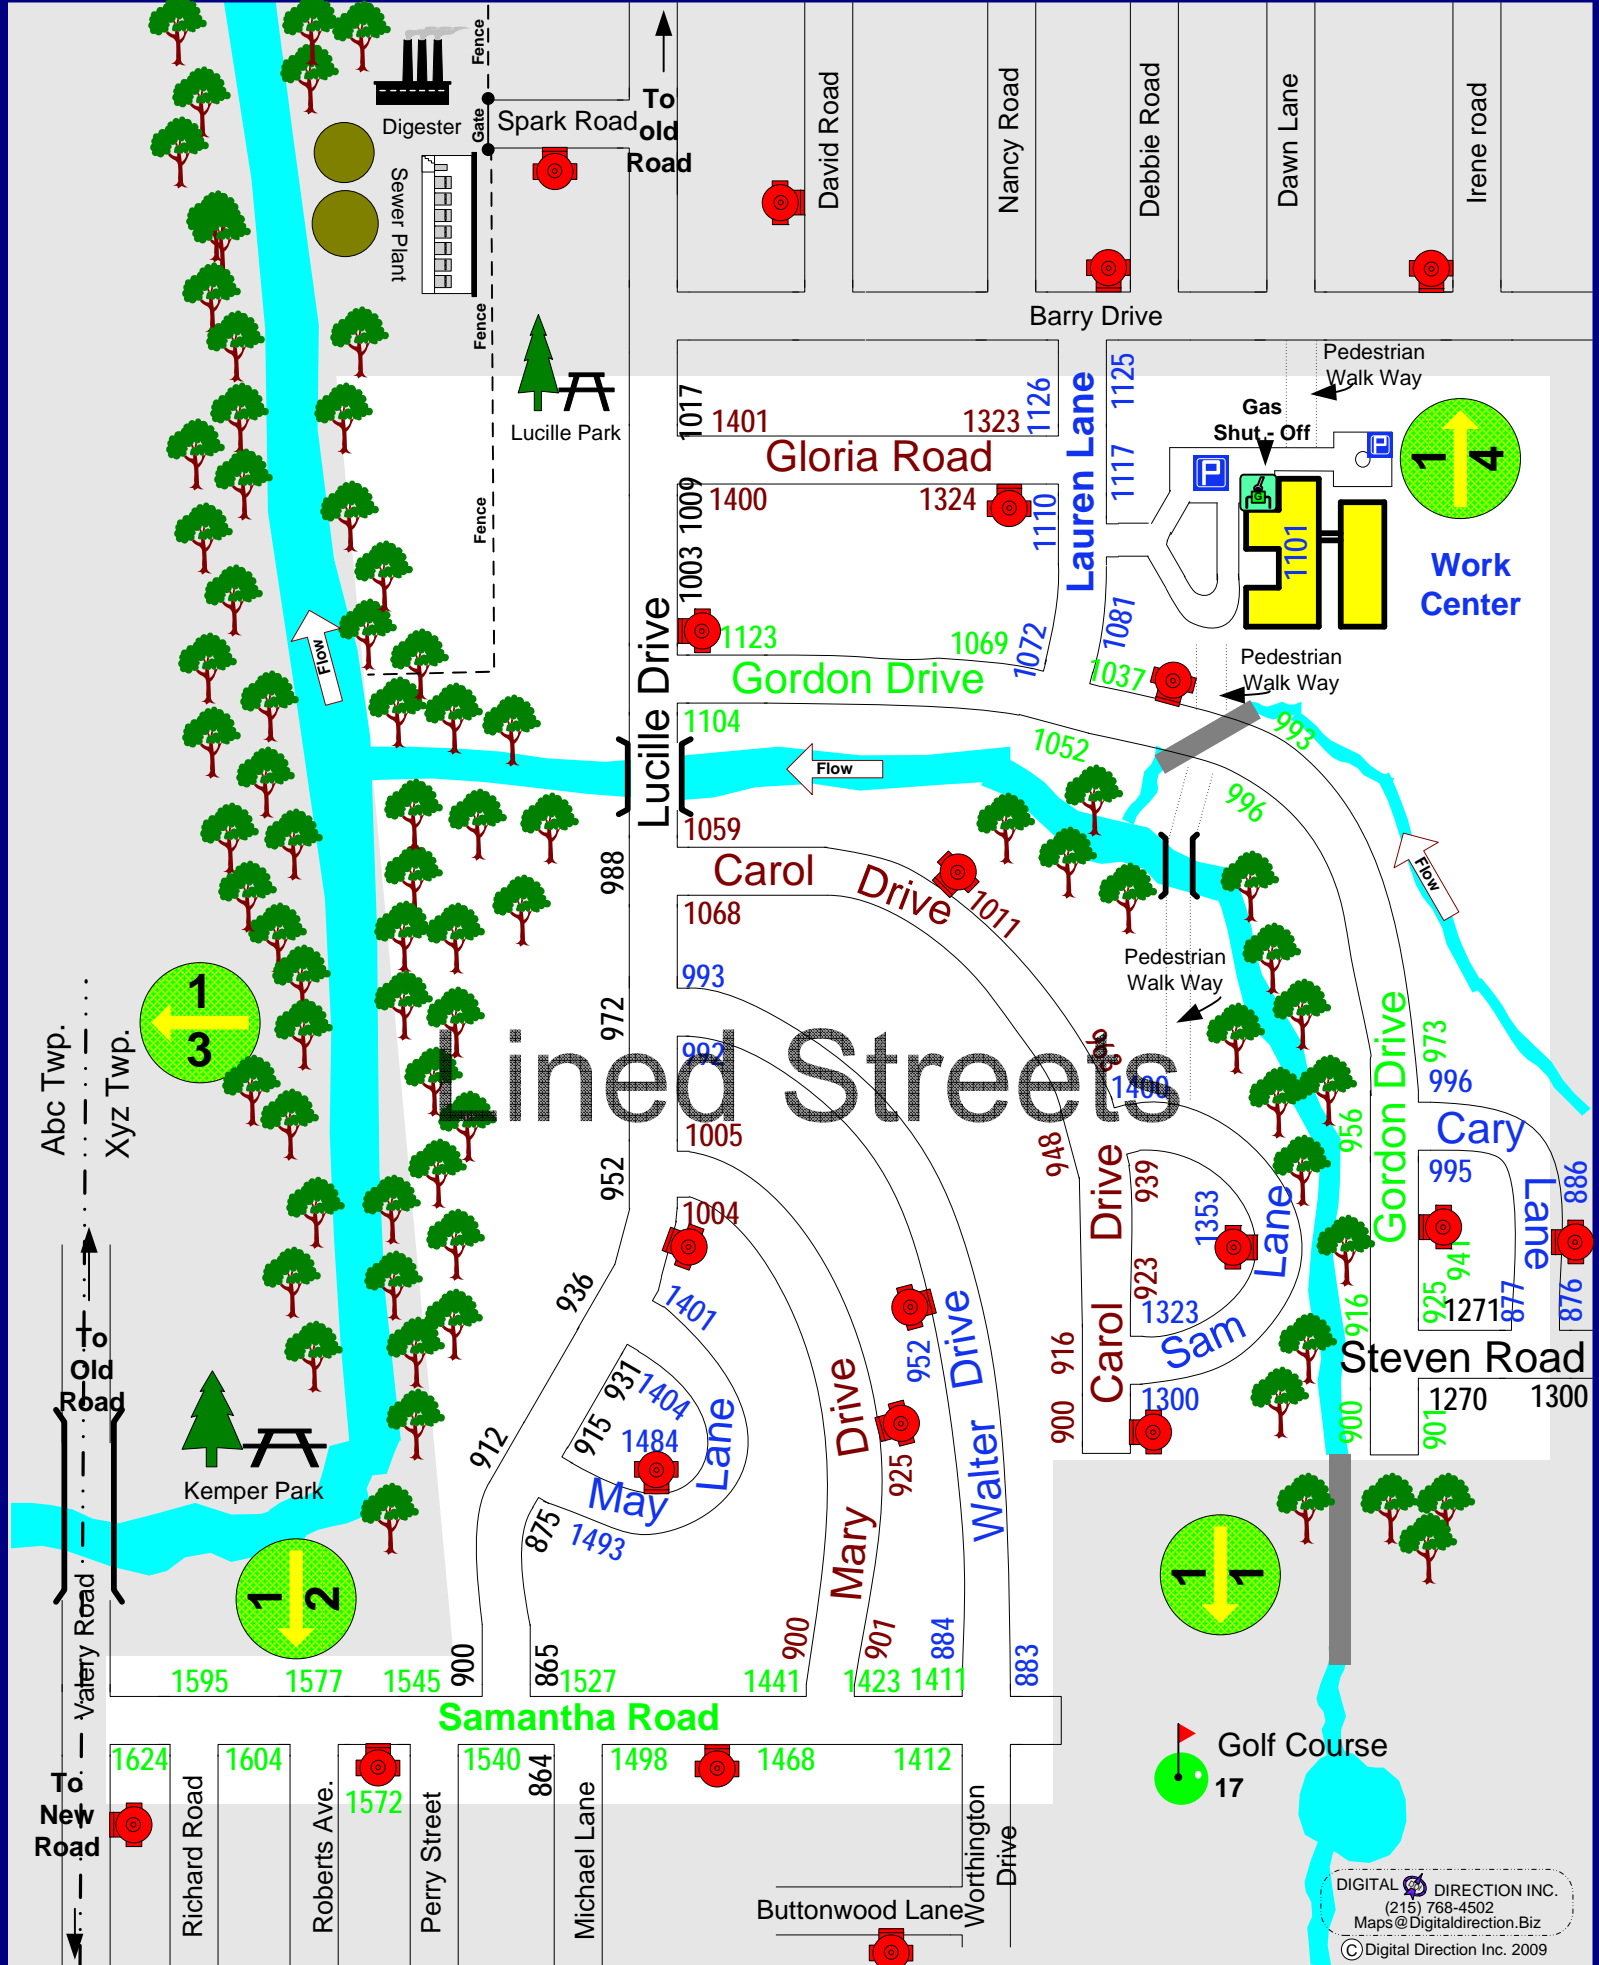 Fence
Gate
Fence
Fence
Digester
Sewer Plant
Spark Road
To
old
Road
David Road
Nancy Road
Debbie Road
Dawn Lane
Irene road
Barry Drive
Pedestrian
Walk Way
Lucille Park
1017
1401
1323
1126
1125
Lauren Lane
Gloria Road
1117
Gas
Shut - Off
1
4
1009
1400
1324
1110
1101
Work
Center
1003
1123
1069
1072
1081
1037
Pedestrian
Walk Way
Flow
Lucille Drive
Gordon Drive
1104
1052
993
996
Flow
1059
988
Carol
Drive
1068
1011
Flow
Pedestrian
Walk Way
993
972
992
Lined Streets
963
1400
973
996
1
3
Abc Twp.
Xyz Twp.
1005
952
948
939
956
Gordon Drive
Cary
Lane
995
886
1004
1353
Carol Drive
Sam
Lane
923
1323
941
925
1271
877
876
936
1401
931
1404
915
1484
May
Lane
912
875
1493
Mary Drive
925
952
Walter Drive
916
900
1300
916
900
Steven Road
1270
1300
901
To
Old
Road
Kemper Park
1
2
1
1
Valery Road
900
865
900
901
884
883
1595
1577
1545
1527
1441
1423
1411
Samantha Road
1624
1604
1572
1540
864
1498
1468
1412
To
New
Road
Richard Road
Roberts Ave.
Perry Street
Michael Lane
Worthington
Drive
Buttonwood Lane
Golf Course
17
DIGITAL DIRECTION INC.
(215) 768-4502
Maps@Digitaldirection.Biz
© Digital Direction Inc. 2009